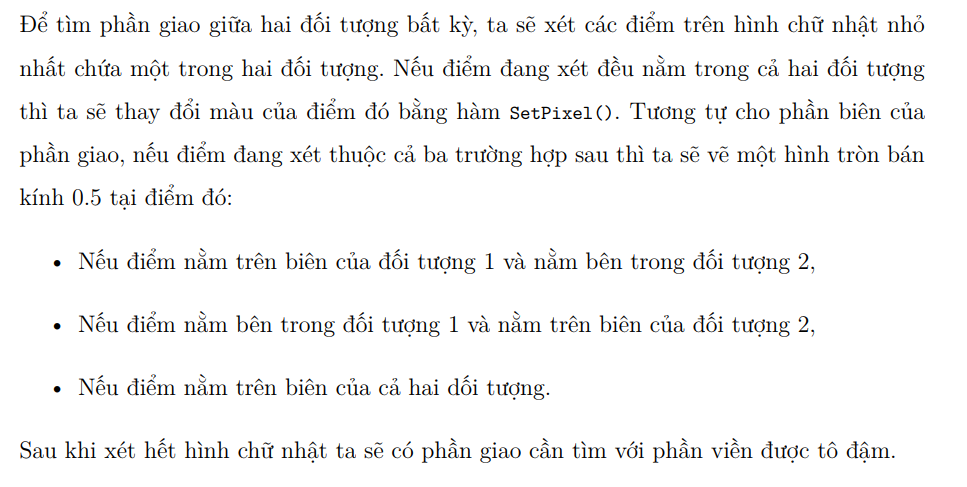 Để tìm phần giao giữa hai đối tượng bất kỳ, ta sẽ xét các điểm trên hình chữ nhật nhỏ
nhất chứa một trong hai đối tượng. Nếu điểm đang xét đều nằm trong cả hai đối tượng
thì ta sẽ thay đổi màu của điểm đó bằng hàm SetPixel(). Tương tự cho phần biên của
phần giao, nếu điểm đang xét thuộc cả ba trường hợp sau thì ta sẽ vẽ một hình tròn bán
kính 0.5 tại điểm đó:
• Nếu điểm nằm trên biên của đối tượng 1 và nằm bên trong đối tượng 2,
• Nếu điểm nằm bên trong đối tượng 1 và nằm trên biên của đối tượng 2,
• Nếu điểm nằm trên biên của cả hai dối tượng.
Sau khi xét hết hình chữ nhật ta sẽ có phần giao cần tìm với phần viền được tô đậm.